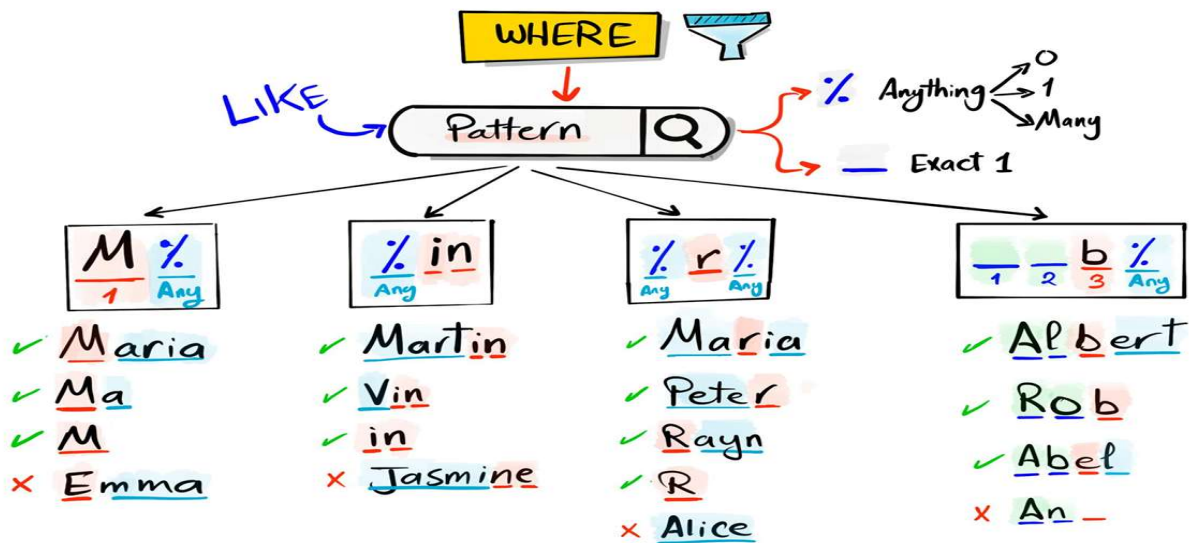 WHERE
LIKE
Pattern
% Anything
0
1
Many
_ Exact 1
M %
1 Any
Maria
Ma
M
Emma
% in
Any
Martin
Vin
in
Jasmine
% r %
Any Any
Maria
Peter
Rayn
R
Alice
_ _ b %
1 2 3 Any
Albert
Rob
Abel
An _